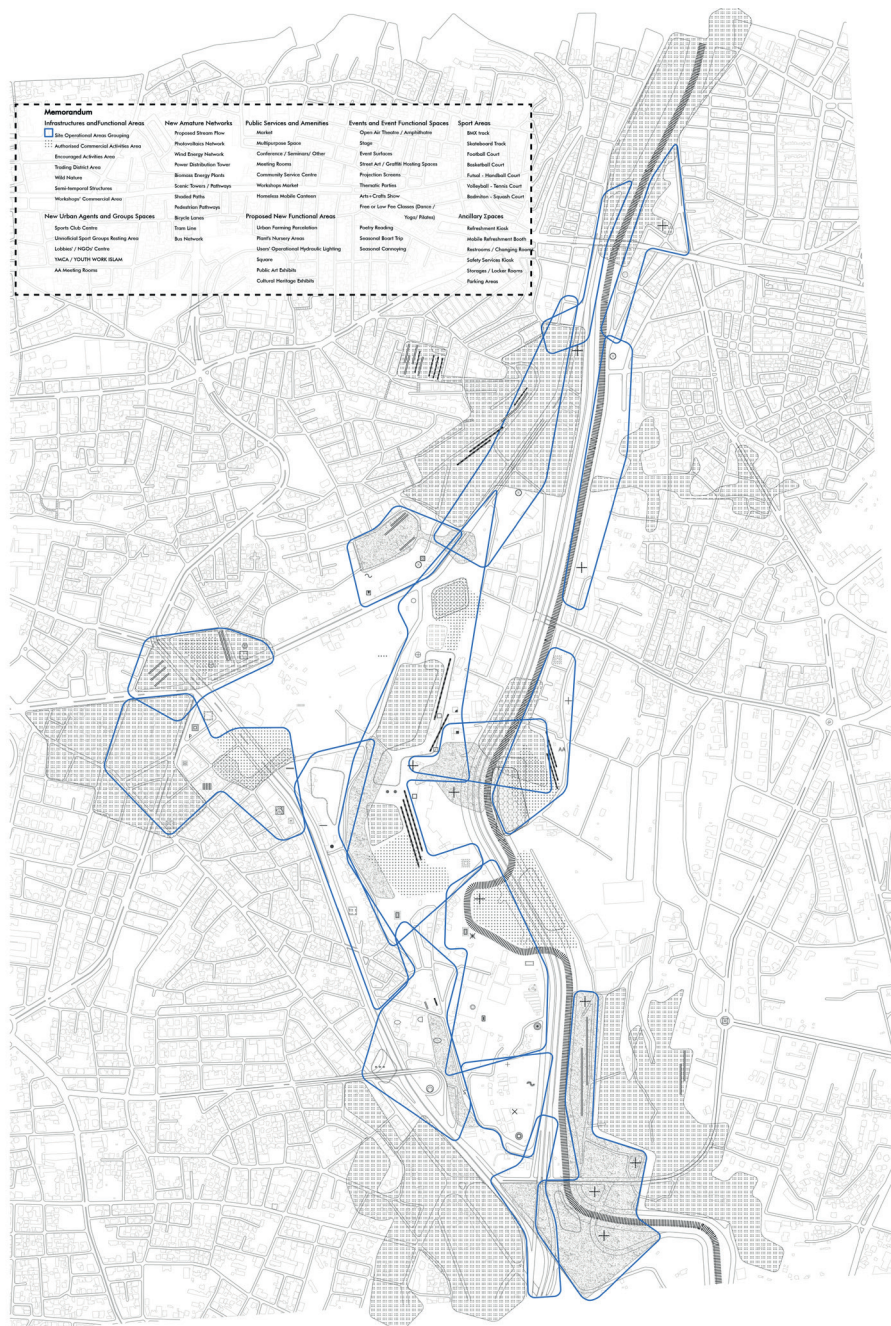 Memorandum
Infrastructures andFunctional Areas
Site Operational Areas Grouping
Authorised Commercial Activities Area
Encouraged Activities Area
Trading District Area
Wild Nature
Semi-temporal Structures
Workshops' Commercial Area
New Urban Agents and Groups Spaces
Sports Club Centre
Unnoficial Sport Groups Resting Area
Lobbies' / NGOs' Centre
YMCA / YOUTH WORK ISLAM
AA Meeting Rooms
New Amature Networks
Proposed Stream Flow
Photovoltaics Network
Wind Energy Network
Power Distribution Tower
Biomass Energy Plants
Scenic Towers / Pathways
Shaded Paths
Pedestrian Pathways
Bicycle Lanes
Tram Line
Bus Network
Public Services and Amenities
Market
Multipurpose Space
Conference / Seminars/ Other
Meeting Rooms
Community Service Centre
Workshops Market
Homeless Mobile Canteen
Proposed New Functional Areas
Urban Farming Parcelation
Plant's Nursery Areas
Users' Operational Hydraulic Lighting
Square
Public Art Exhibits
Cultural Heritage Exhibits
Events and Event Functional Spaces
Open Air Theatre / Amphithatre
Stage
Event Surfaces
Street Art / Graffiti Hosting Spaces
Projection Screens
Thematic Parties
Arts+Crafts Show
Free or Low Fee Classes (Dance /
Yoga/ Pilates)
Poetry Reading
Seasonal Boart Trip
seasonal Cannoying
Sport Areas
BMX track
Skateboard Track
Football Court
Basketball Court
Futsal - Handball Court
Volleyball - Tennis Court
Badmiton - Squash Court
Ancillary Σpaces
Refreshment Kiosk
Mobile Refreshment Booth
Restrooms / Changing Rooms
Safety Services Kiosk
Storages / Locker Rooms
Parking Areas
AA
P